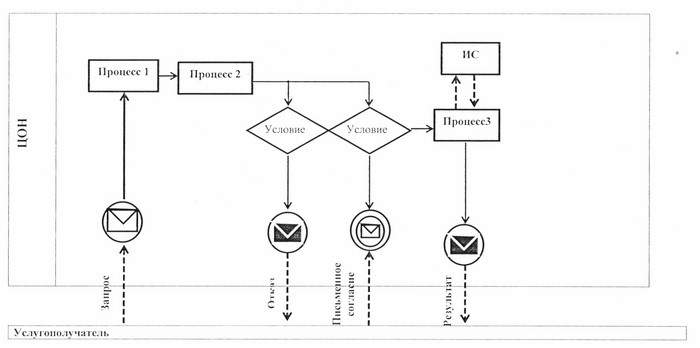 ИС
Процесс 1
Процесс 2
Условие
Условие
Процесс3
ЦОН
Запрос
Отказ
Письменное
согласие
Результат
Услугополучатель